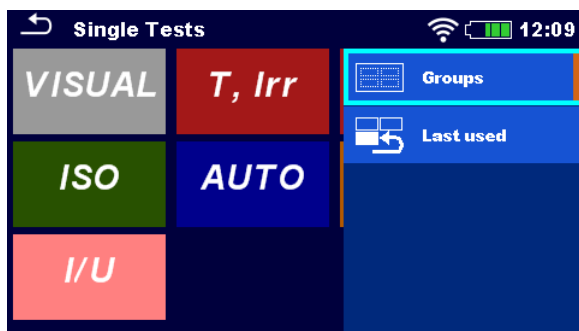 Single Tests 12:09
VISUAL T, Irr Groups
Last used
ISO AUTO
I/U